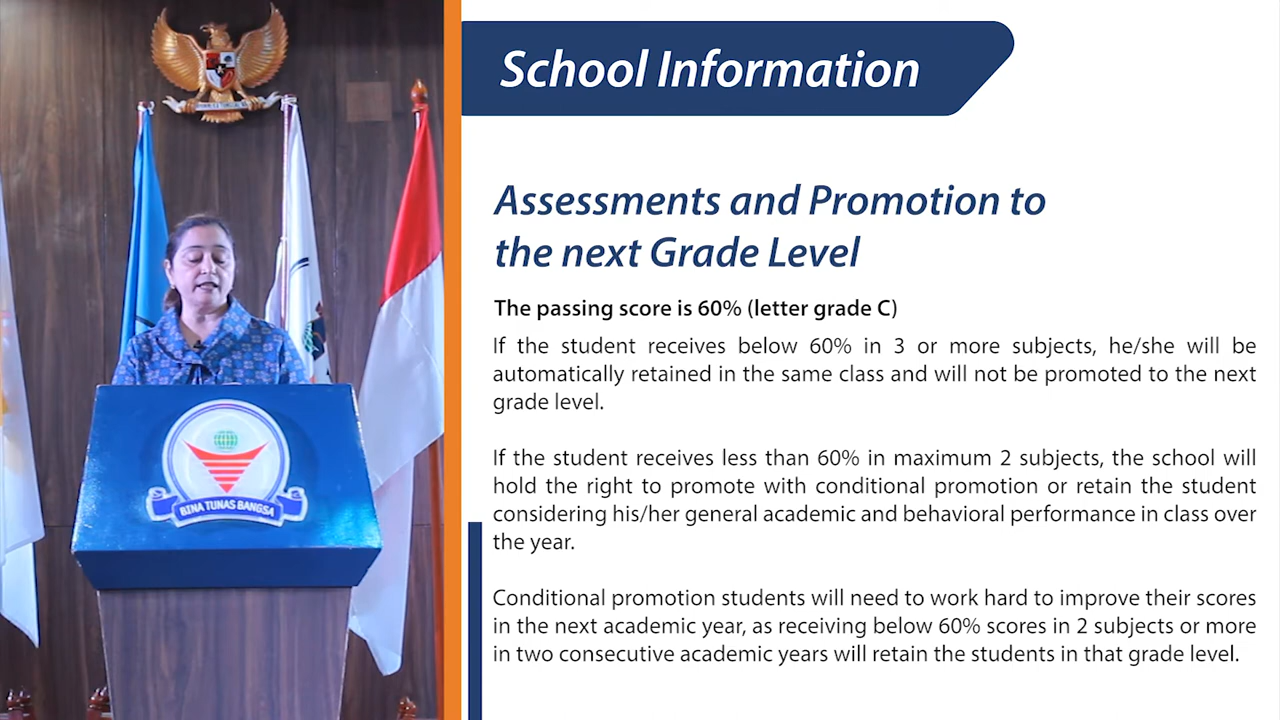 School Information
Assessments and Promotion to
the next Grade Level
The passing score is 60% (letter grade C)
If the student receives below 60% in 3 or more subjects, he/she will be
automatically retained in the same class and will not be promoted to the next
grade level.
If the student receives less than 60% in maximum 2 subjects, the school will
hold the right to promote with conditional promotion or retain the student
considering his/her general academic and behavioral performance in class over
the year.
Conditional promotion students will need to work hard to improve their scores
in the next academic year, as receiving below 60% scores in 2 subjects or more
in two consecutive academic years will retain the students in that grade level.
BINA TUNAS BANGSA